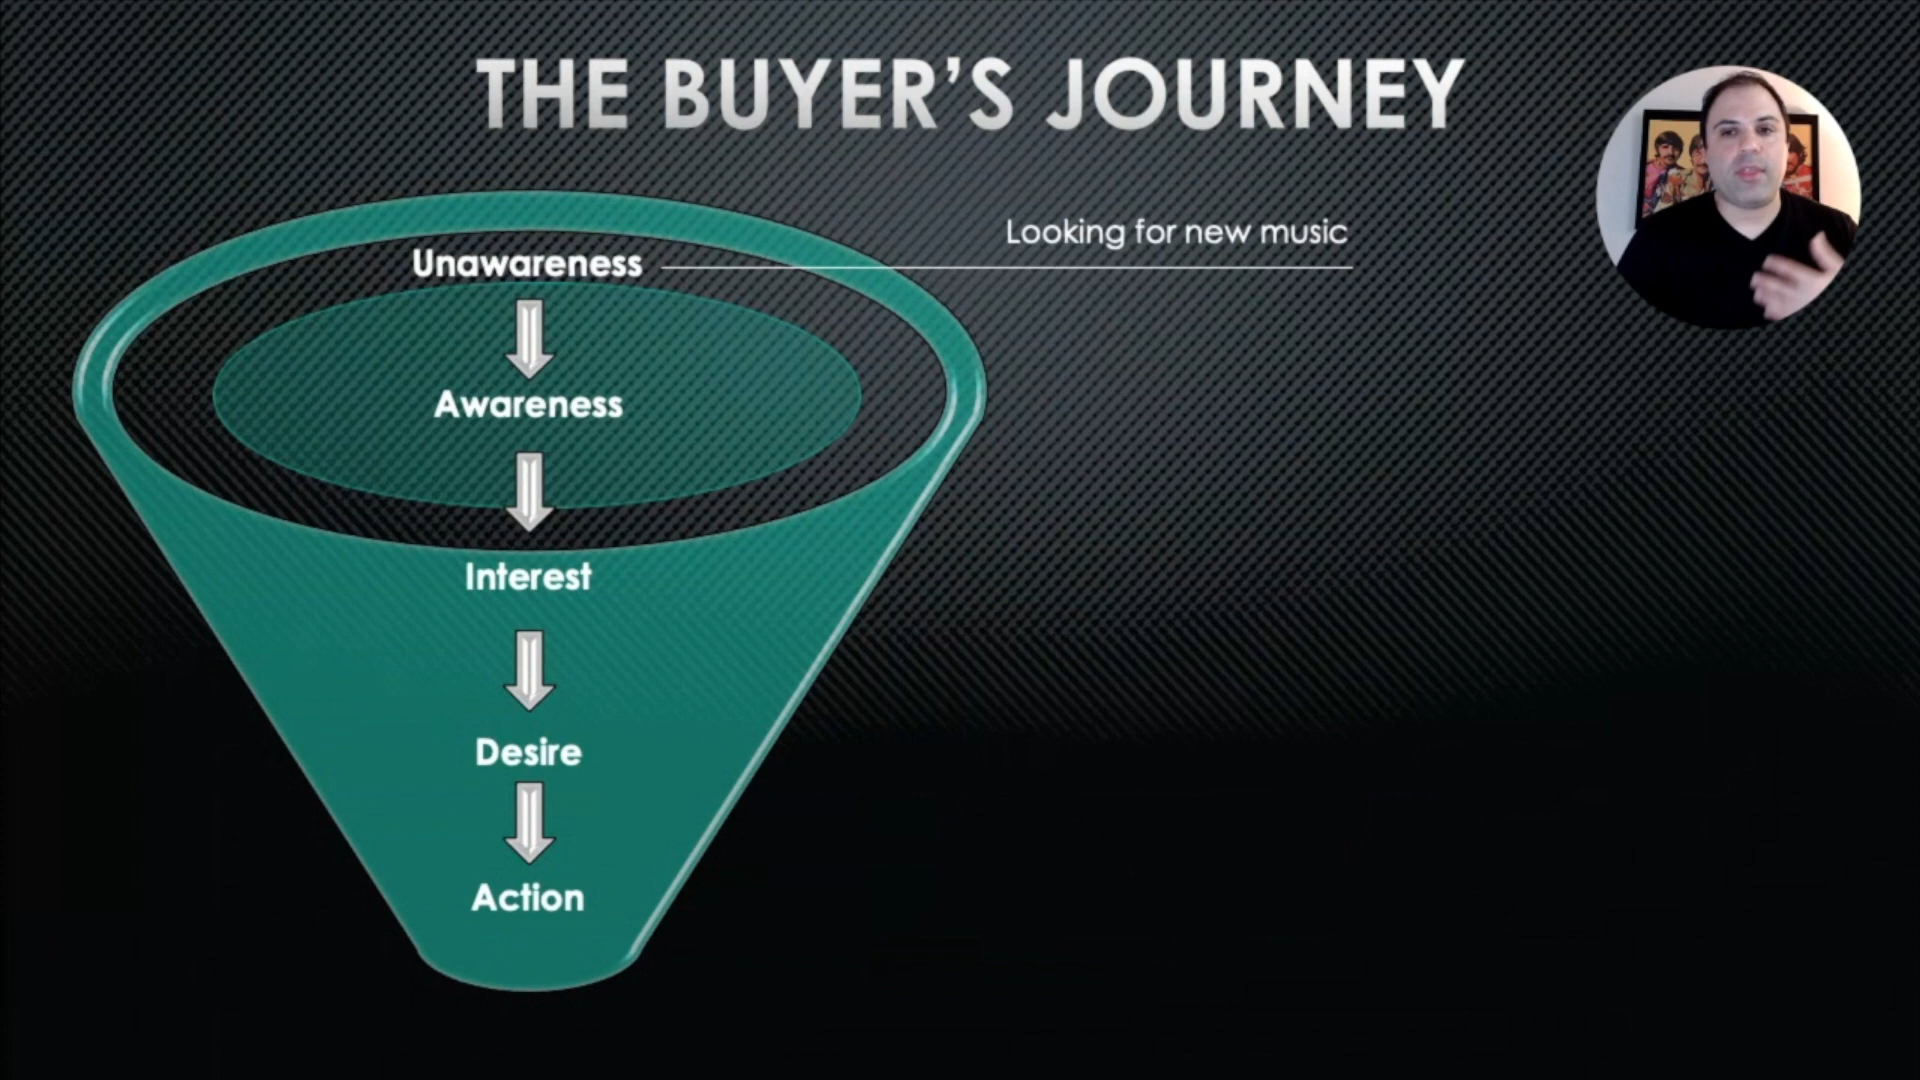 THE BUYER'S JOURNEY
Looking for new music
Unawareness
Awareness
Interest
Desire
Action